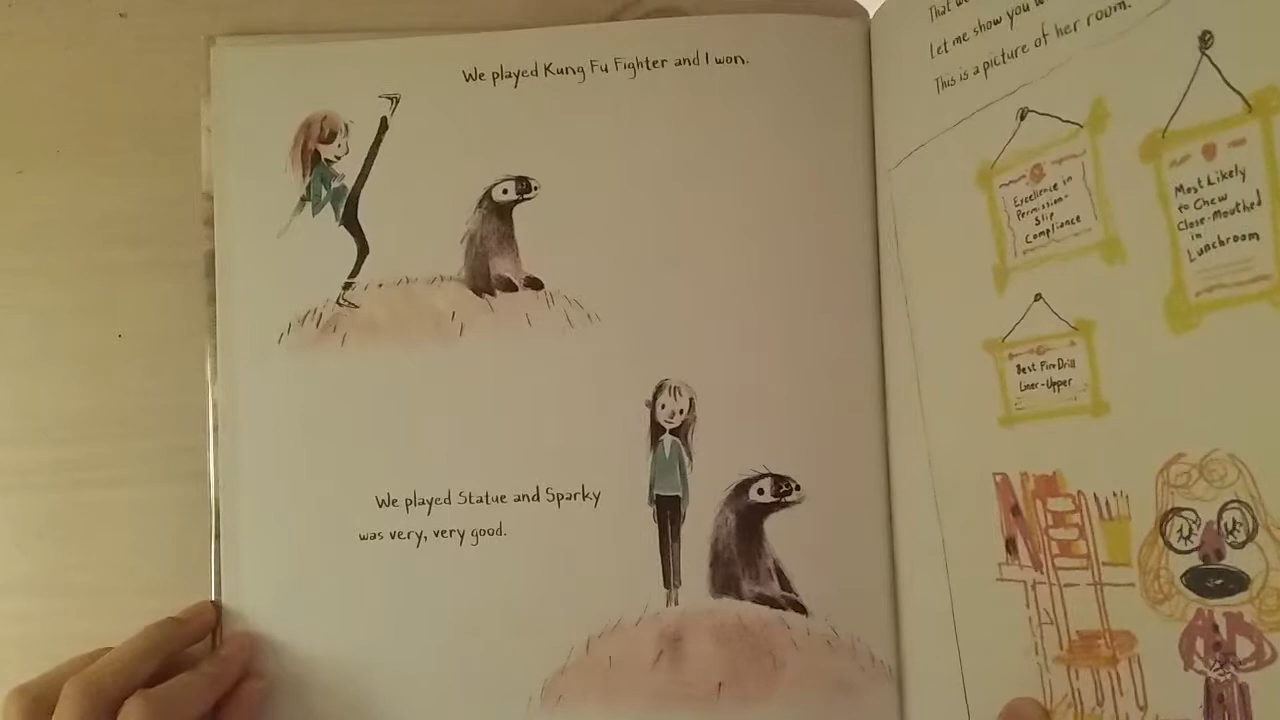 We played Kung Fu Fighter and I won.
We played Statue and Sparky
was very, very good.
let me show you
This is a picture of her room.
Excellence in
Permission-
Slip
Compliance
Most Likely
to Chew
Close-Mouthed
in
Lunchroom
Best Fire Drill
Liner-Upper